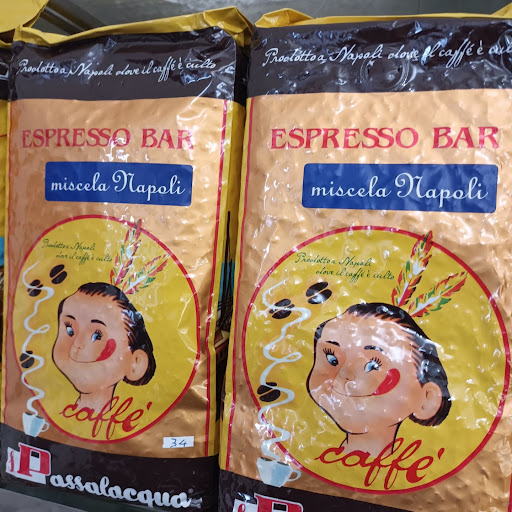 Prodotto a Napoli dove il caffè è culto
ESPRESSO BAR
miscela Napoli
Prodotto a Napoli
dove il caffè è culto
caffè
34
Passalacqua
Prodotto a Napoli dove il caffè è culto
ESPRESSO BAR
miscela Napoli
Prodotto a Napoli
dove il caffè è culto
caffè